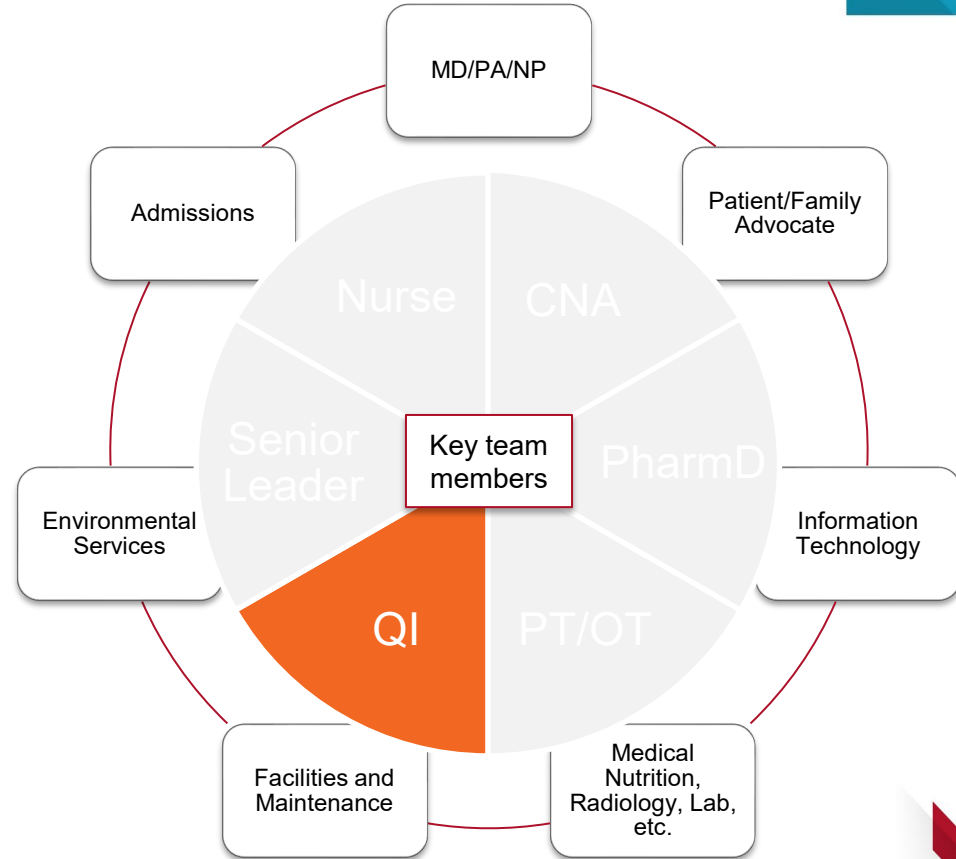 MD/PA/NP
Admissions
Patient/Family
Advocate
Nurse
CNA
Senior
Leader
Key team
members
PharmD
Environmental
Services
Information
Technology
QI
PT/OT
Facilities and
Maintenance
Medical
Nutrition,
Radiology, Lab,
etc.